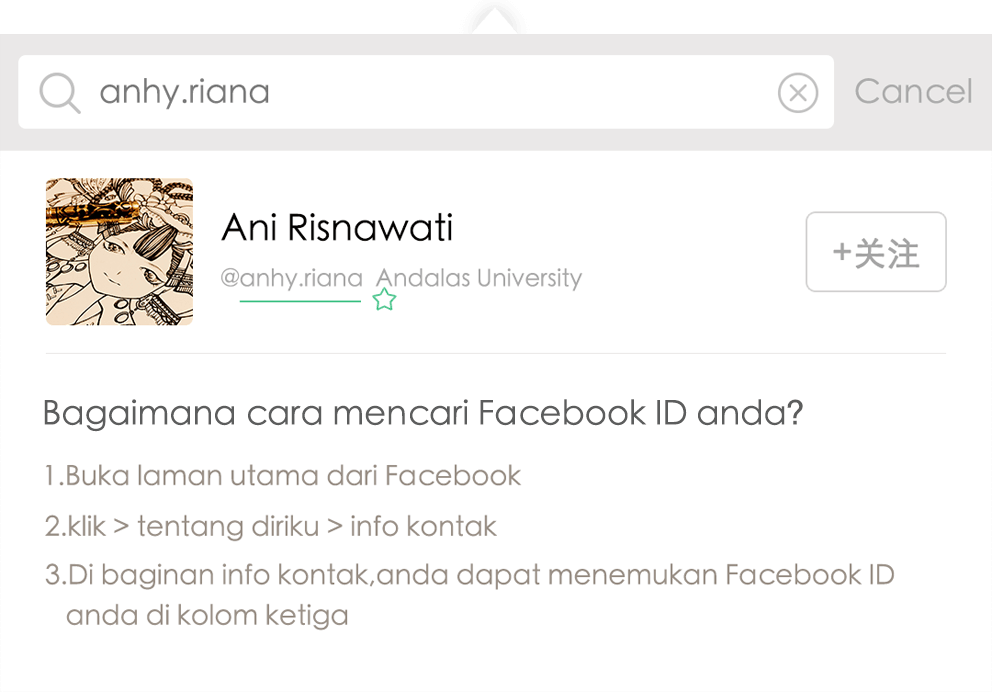 anhy.riana
Cancel
Ani Risnawati
@anhy.riana Andalas University
+关注
Bagaimana cara mencari Facebook ID anda?
1.Buka laman utama dari Facebook
2.klik > tentang diriku > info kontak
3.Di baginan info kontak,anda dapat menemukan Facebook ID
anda di kolom ketiga